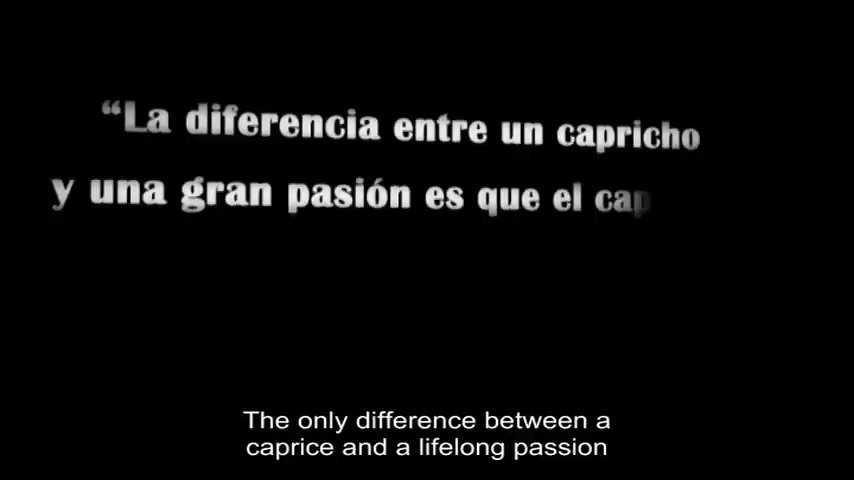 “La diferencia entre un capricho
y una gran pasión es que el cap
The only difference between a
caprice and a lifelong passion